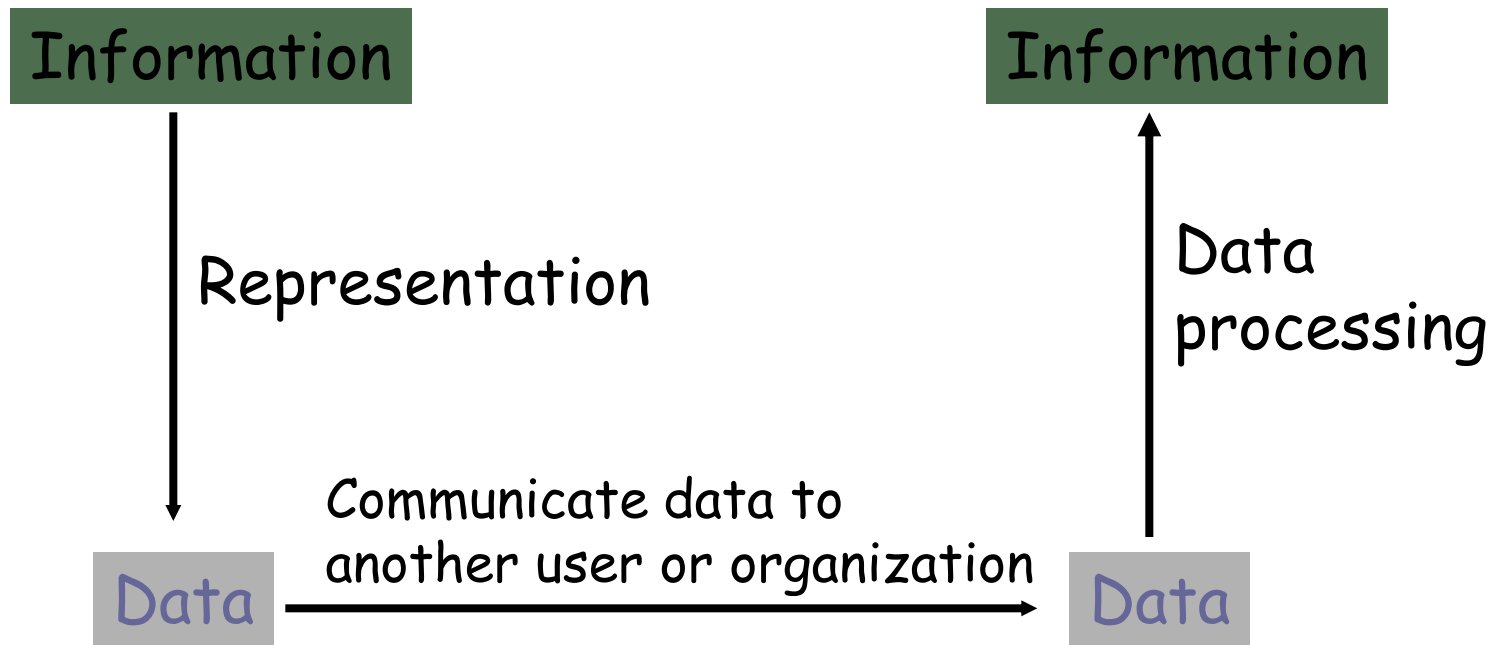 Information
Information
Representation
Data
processing
Communicate data to
another user or organization
Data
Data